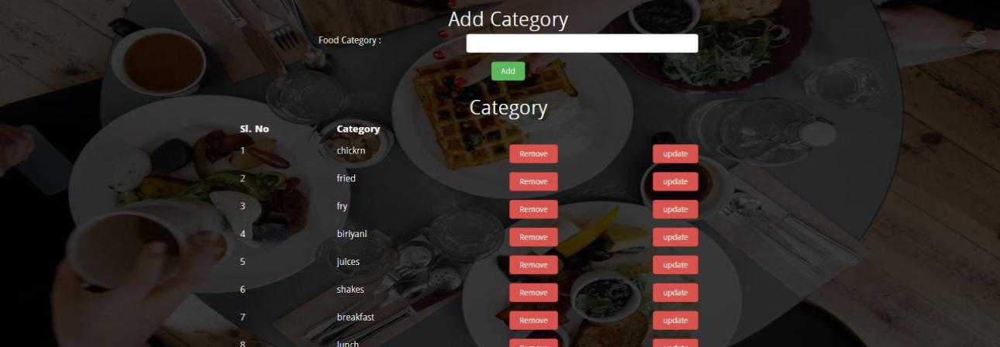 Add Category
Food Category :
Add
Category
Sl. No Category
1 chickrn Remove update
2 fried Remove update
3 fry Remove update
4 biriyani Remove update
5 juices Remove update
6 shakes Remove update
7 breakfast Remove update
8 lunch Remove update